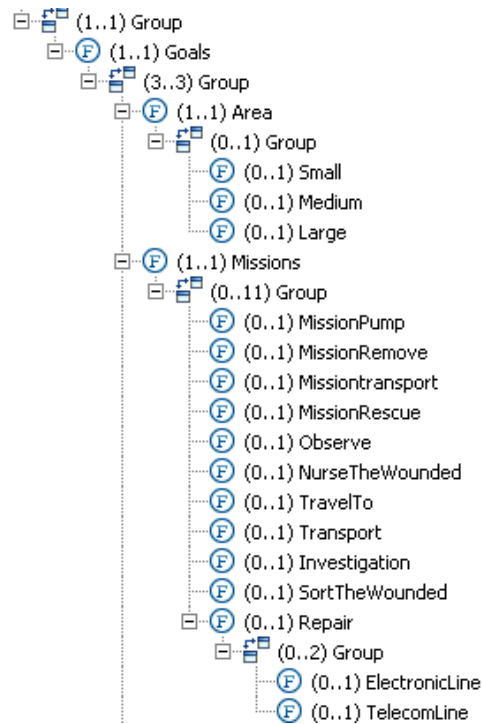 (1..1) Group
F (1..1) Goals
(3..3) Group
F (1..1) Area
(0..1) Group
F (0..1) Small
F (0..1) Medium
F (0..1) Large
F (1..1) Missions
(0..11) Group
F (0..1) MissionPump
F (0..1) MissionRemove
F (0..1) Missiontransport
F (0..1) MissionRescue
F (0..1) Observe
F (0..1) NurseTheWounded
F (0..1) TravelTo
F (0..1) Transport
F (0..1) Investigation
F (0..1) SortTheWounded
F (0..1) Repair
(0..2) Group
F (0..1) ElectronicLine
F (0..1) TelecomLine